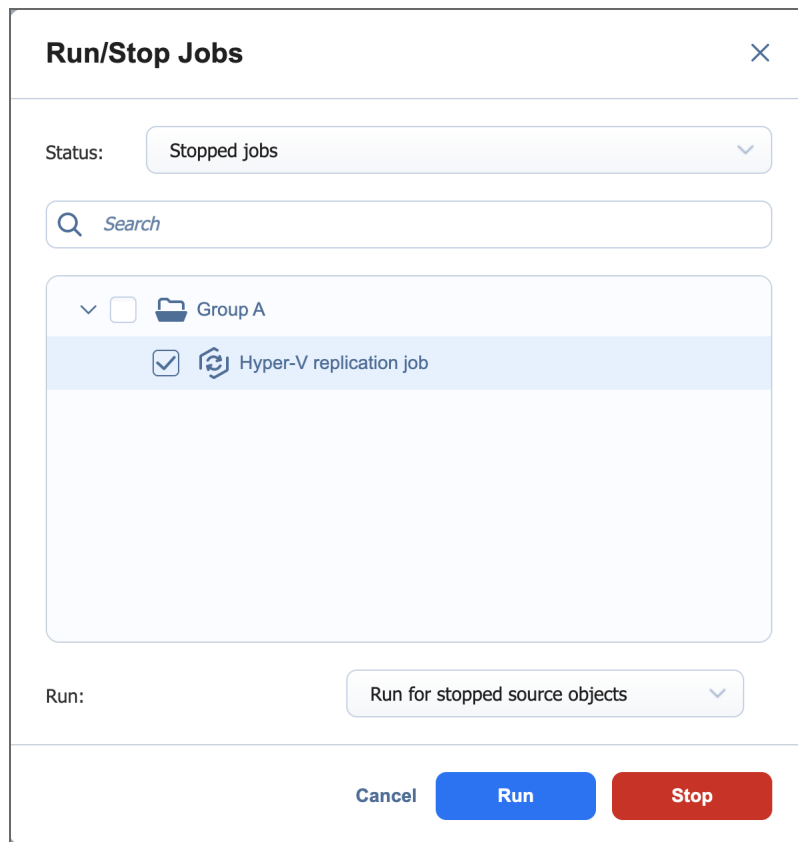 Run/Stop Jobs
Status: Stopped jobs
Search
Group A
Hyper-V replication job
Run: Run for stopped source objects
Cancel Run Stop